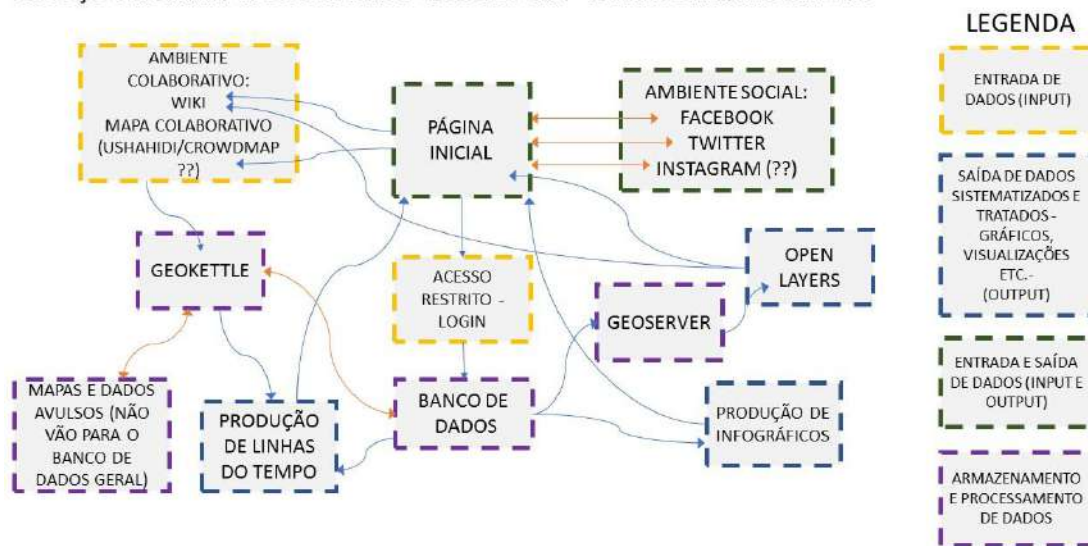 AMBIENTE
COLABORATIVO:
WIKI
MAPA COLABORATIVO
(USHAHIDI/CROWDMAP
??)
PÁGINA
INICIAL
AMBIENTE SOCIAL:
FACEBOOK
TWITTER
INSTAGRAM (??)
GEOKETTLE
ACESSO
RESTRITO -
LOGIN
GEOSERVER
OPEN
LAYERS
MAPAS E DADOS
AVULSOS (NÃO
VÃO PARA O
BANCO DE
DADOS GERAL)
PRODUÇÃO
DE LINHAS
DO TEMPO
BANCO DE
DADOS
PRODUÇÃO DE
INFOGRÁFICOS
LEGENDA
ENTRADA DE
DADOS (INPUT)
SAÍDA DE DADOS
SISTEMATIZADOS E
TRATADOS -
GRÁFICOS,
VISUALIZAÇÕES
ETC.-
(OUTPUT)
ENTRADA E SAÍDA
DE DADOS (INPUT E
OUTPUT)
ARMAZENAMENTO
E PROCESSAMENTO
DE DADOS